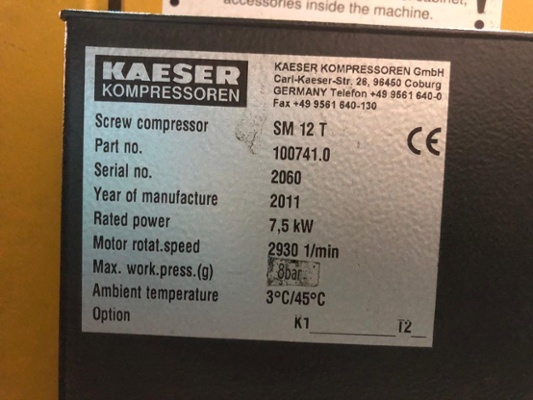 cabinet,
accessories inside the machine.
!
KAESER
KOMPRESSOREN
KAESER KOMPRESSOREN GmbH
Carl-Kaeser-Str, 26, 96450 Coburg
GERMANY Telefon +49 9561 640-0
Fax +49 9561 640-130
CE
Screw compressor SM 12 T
Part no. 100741.0
Serial no. 2060
Year of manufacture 2011
Rated power 7,5 kW
Motor rotat.speed 2930 1/min
Max. work.press.(g) 8bar
Ambient temperature 3°C/45°C
Option K1 T2